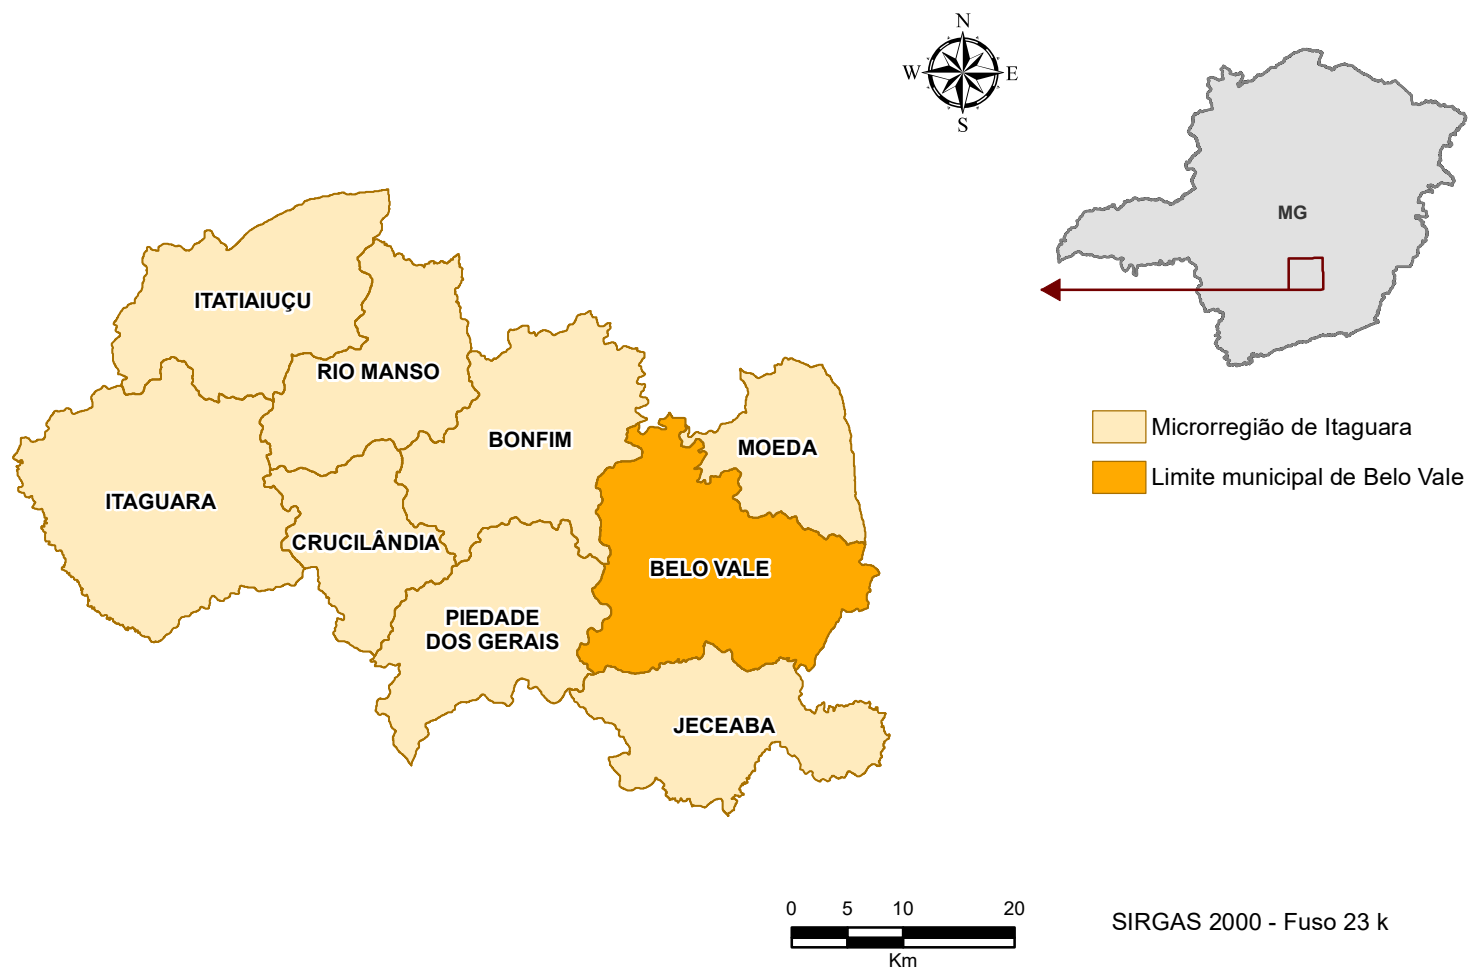 N
W
E
S
MG
ITATIAIUÇU
RIO MANSO
BONFIM
MOEDA
ITAGUARA
CRUCILÂNDIA
BELO VALE
PIEDADE
DOS GERAIS
JECEABA
Microrregião de Itaguara
Limite municipal de Belo Vale
0 5 10 20
Km
SIRGAS 2000 - Fuso 23 k